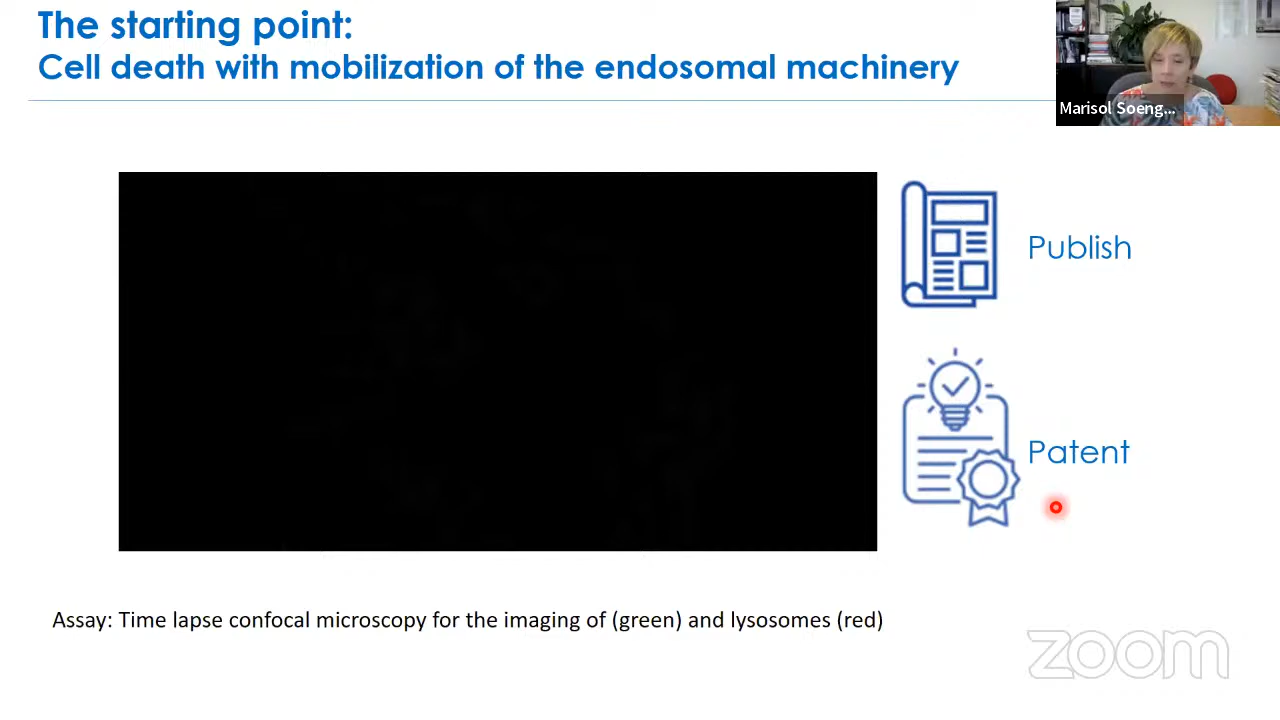 The starting point:
Cell death with mobilization of the endosomal machinery
Marisol Soeng...
Publish
Patent
Assay: Time lapse confocal microscopy for the imaging of (green) and lysosomes (red)
zoom